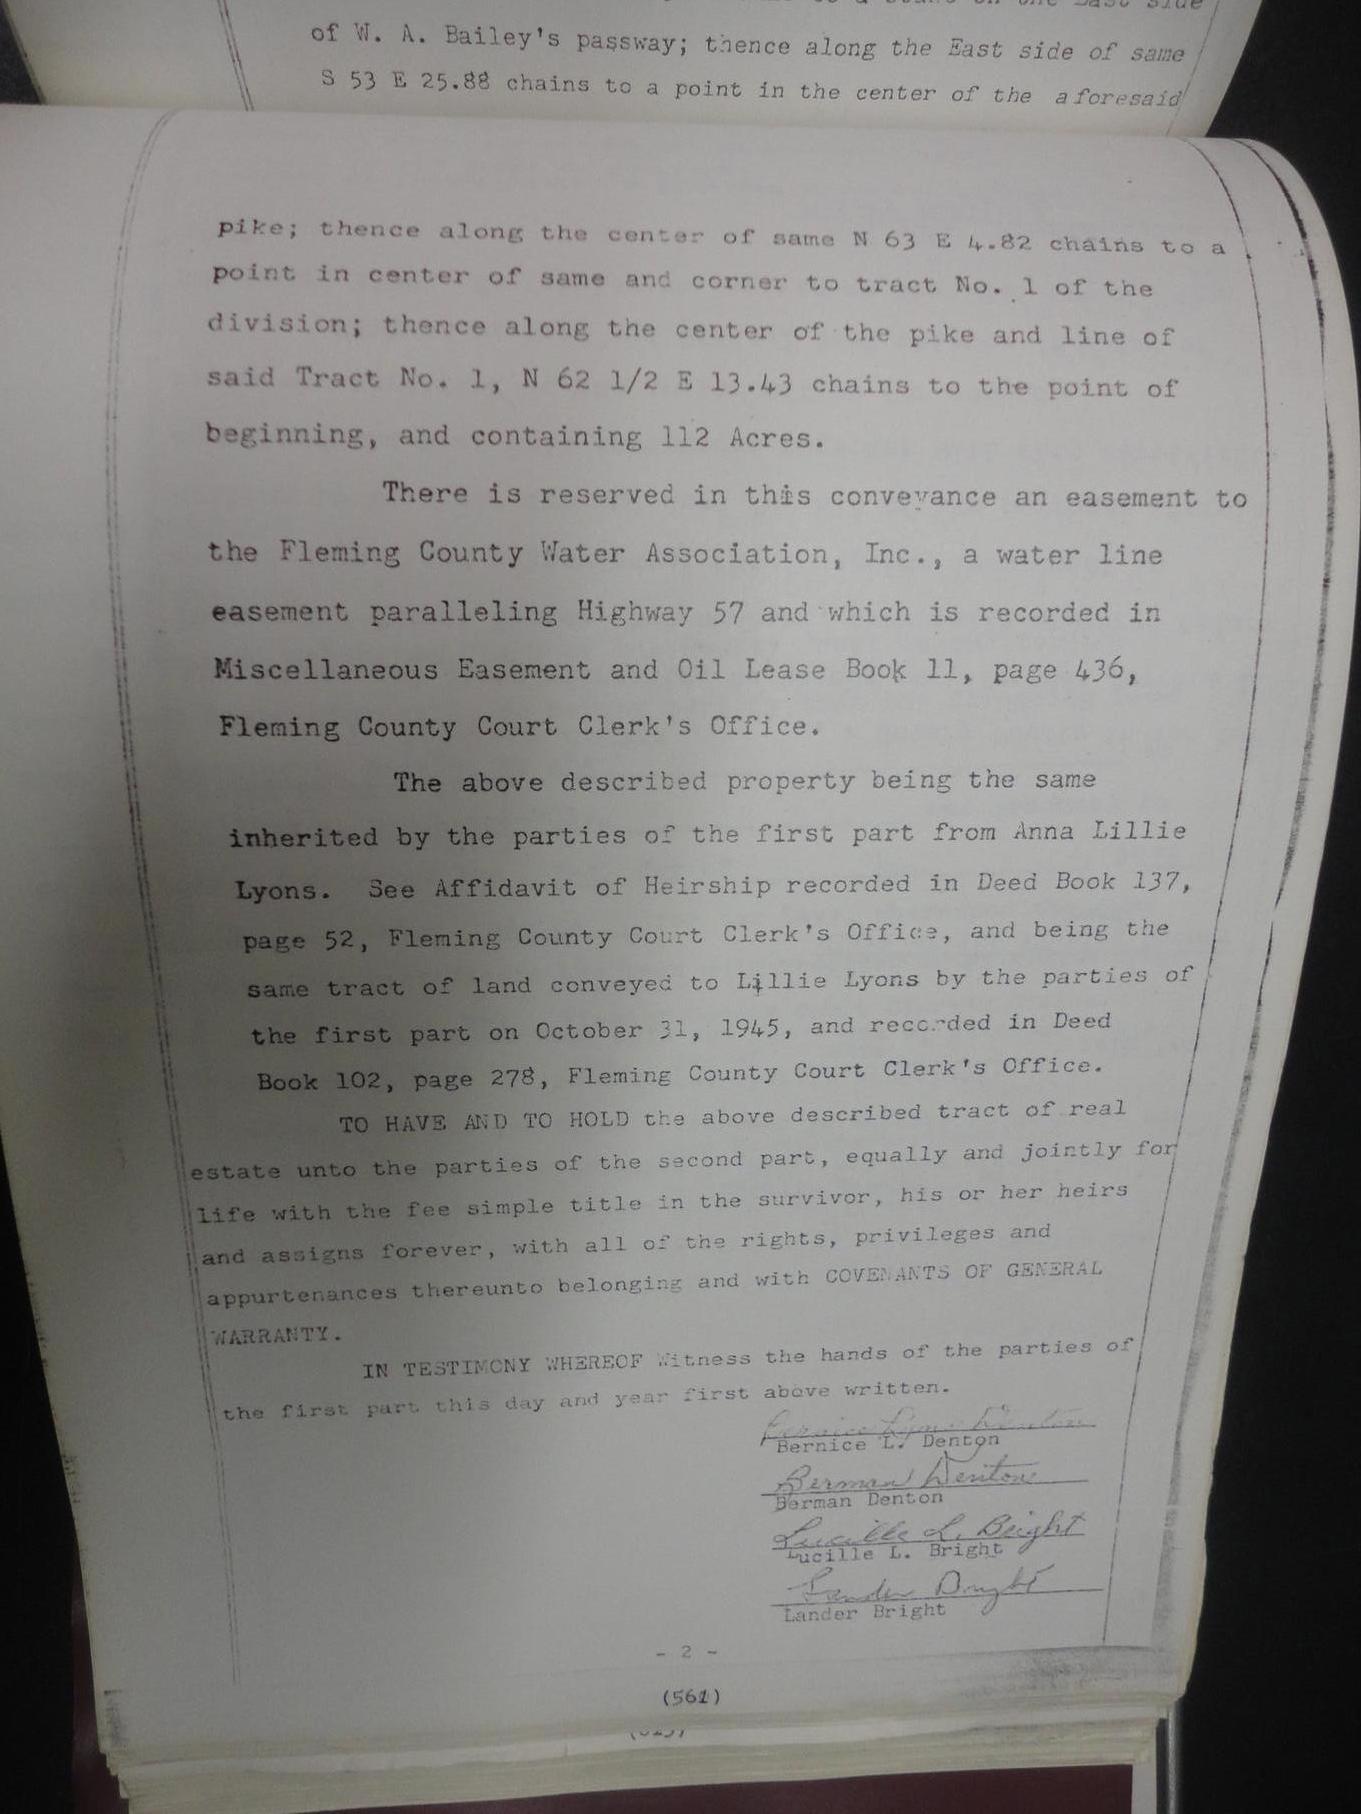 of W. A. Bailey's passway; thence along the East side of same
S 53 E 25.88 chains to a point in the center of the aforesaid
pike; thence along the center of same N 63 E 4.82 chains to a
point in center of same and corner to tract No. 1 of the
division; thence along the center of the pike and line of
said Tract No. 1, N 62 1/2 E 13.43 chains to the point of
beginning, and containing 112 Acres.
There is reserved in this conveyance an easement to
the Fleming County Water Association, Inc., a water line
easement paralleling Highway 57 and which is recorded in
Miscellaneous Easement and Oil Lease Book 11, page 436,
Fleming County Court Clerk's Office.
The above described property being the same
inherited by the parties of the first part from Anna Lillie
Lyons. See Affidavit of Heirship recorded in Deed Book 137,
page 52, Fleming County Court Clerk's Office, and being the
same tract of land conveyed to Lillie Lyons by the parties of
the first part on October 31, 1945, and recorded in Deed
Book 102, page 278, Fleming County Court Clerk's Office.
TO HAVE AND TO HOLD the above described tract of real
estate unto the parties of the second part, equally and jointly for
life with the fee simple title in the survivor, his or her heirs
and assigns forever, with all of the rights, privileges and
appurtenances thereunto belonging and with COVENANTS OF GENERAL
WARRANTY.
IN TESTIMONY WHEREOF Witness the hands of the parties of
the first part this day and year first above written.
Bernice Lyons Denton
Bernice L. Denton
Berman Denton
Berman Denton
Lucille L. Bright
Lucille L. Bright
Lander Bright
Lander Bright
- 2 -
(561)